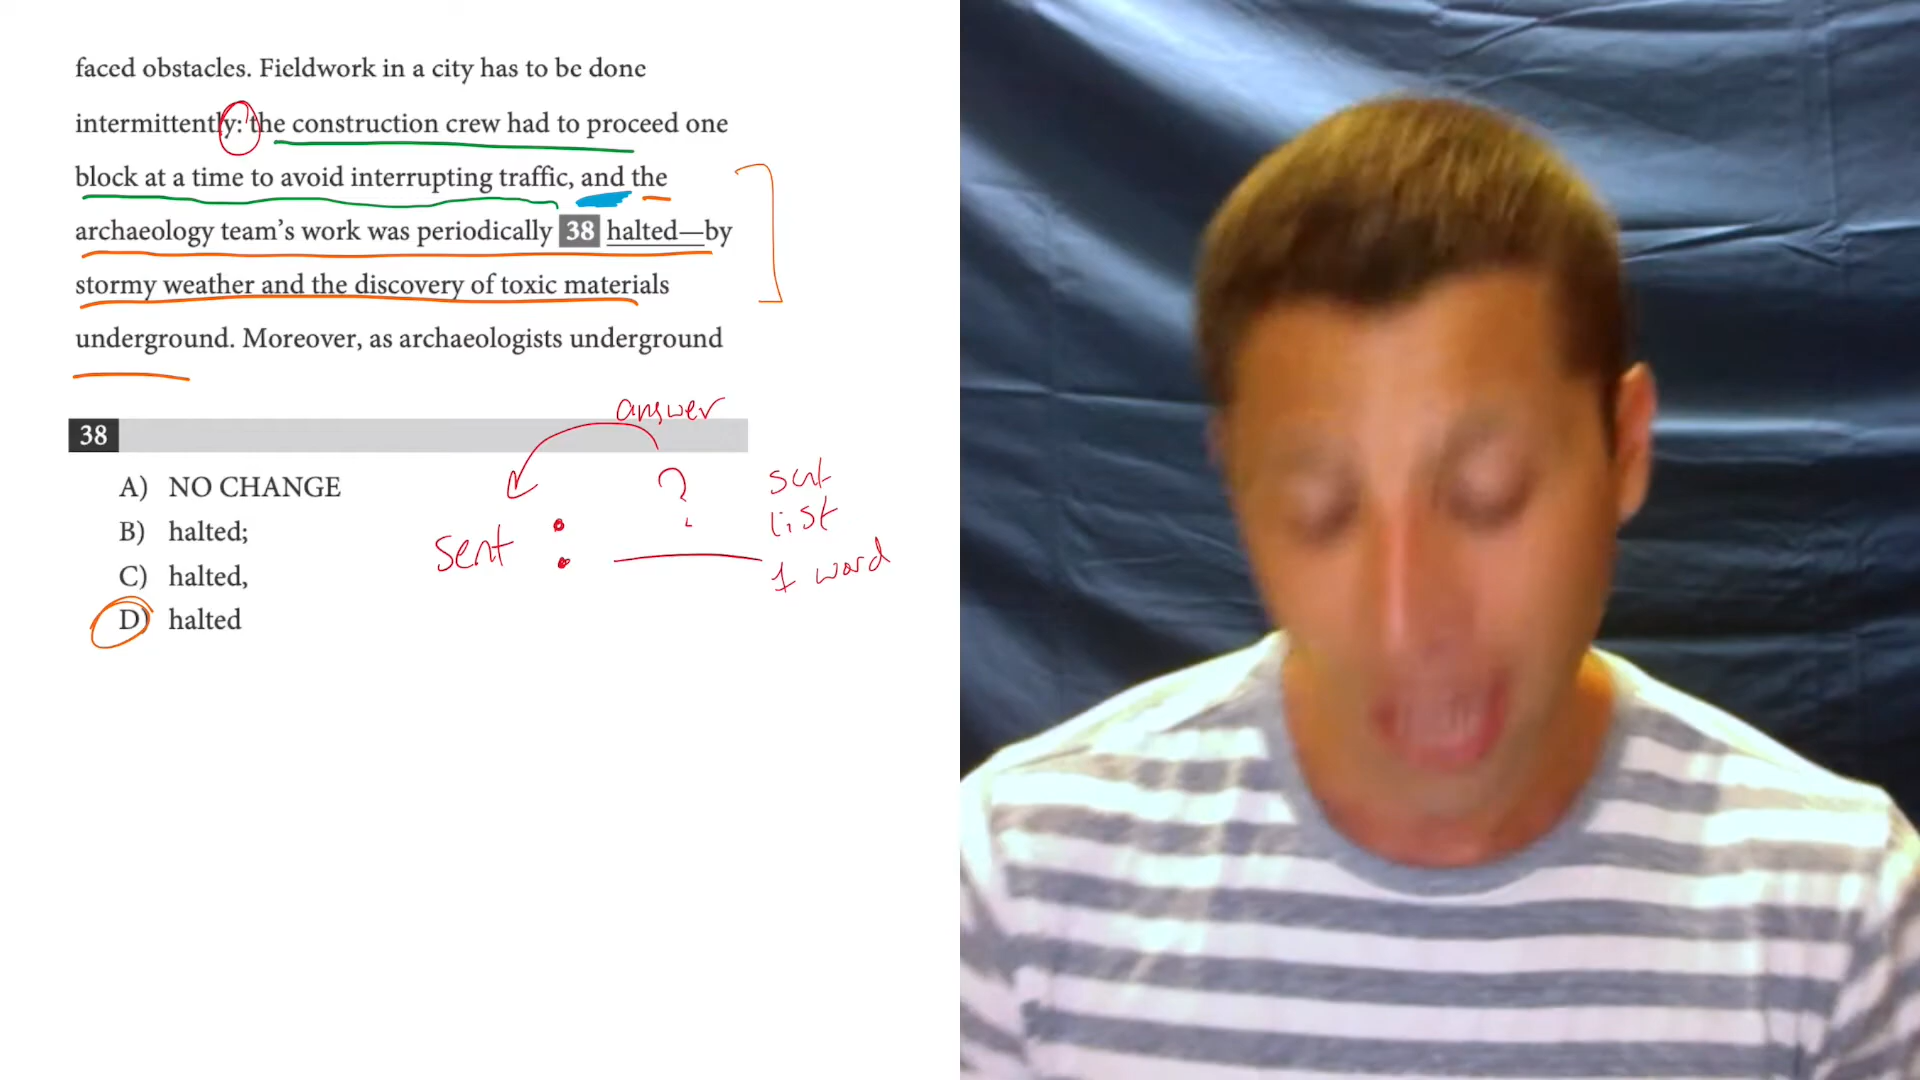 faced obstacles. Fieldwork in a city has to be done
intermittently: the construction crew had to proceed one
block at a time to avoid interrupting traffic, and the
archaeology team's work was periodically 38 halted—by
stormy weather and the discovery of toxic materials
underground. Moreover, as archaeologists underground
38
A) NO CHANGE
B) halted;
C) halted,
D) halted
answer
sent : ?
sent
list
1 word